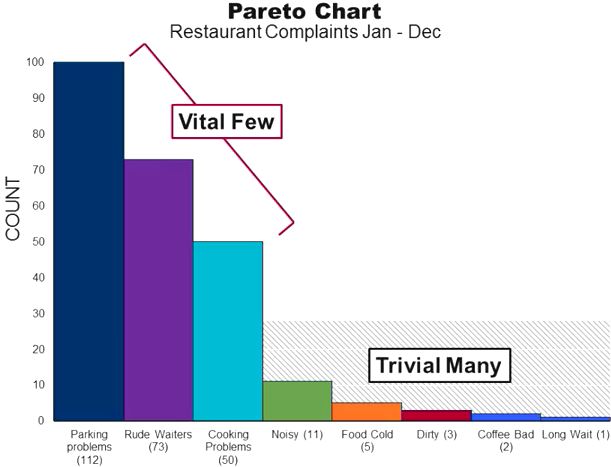 Pareto Chart
Restaurant Complaints Jan - Dec
COUNT
100
90
80
70
60
50
40
30
20
10
0
Vital Few
Trivial Many
Parking
problems
(112)
Rude Waiters
(73)
Cooking
Problems
(50)
Noisy (11)
Food Cold
(5)
Dirty (3)
Coffee Bad
(2)
Long Wait (1)